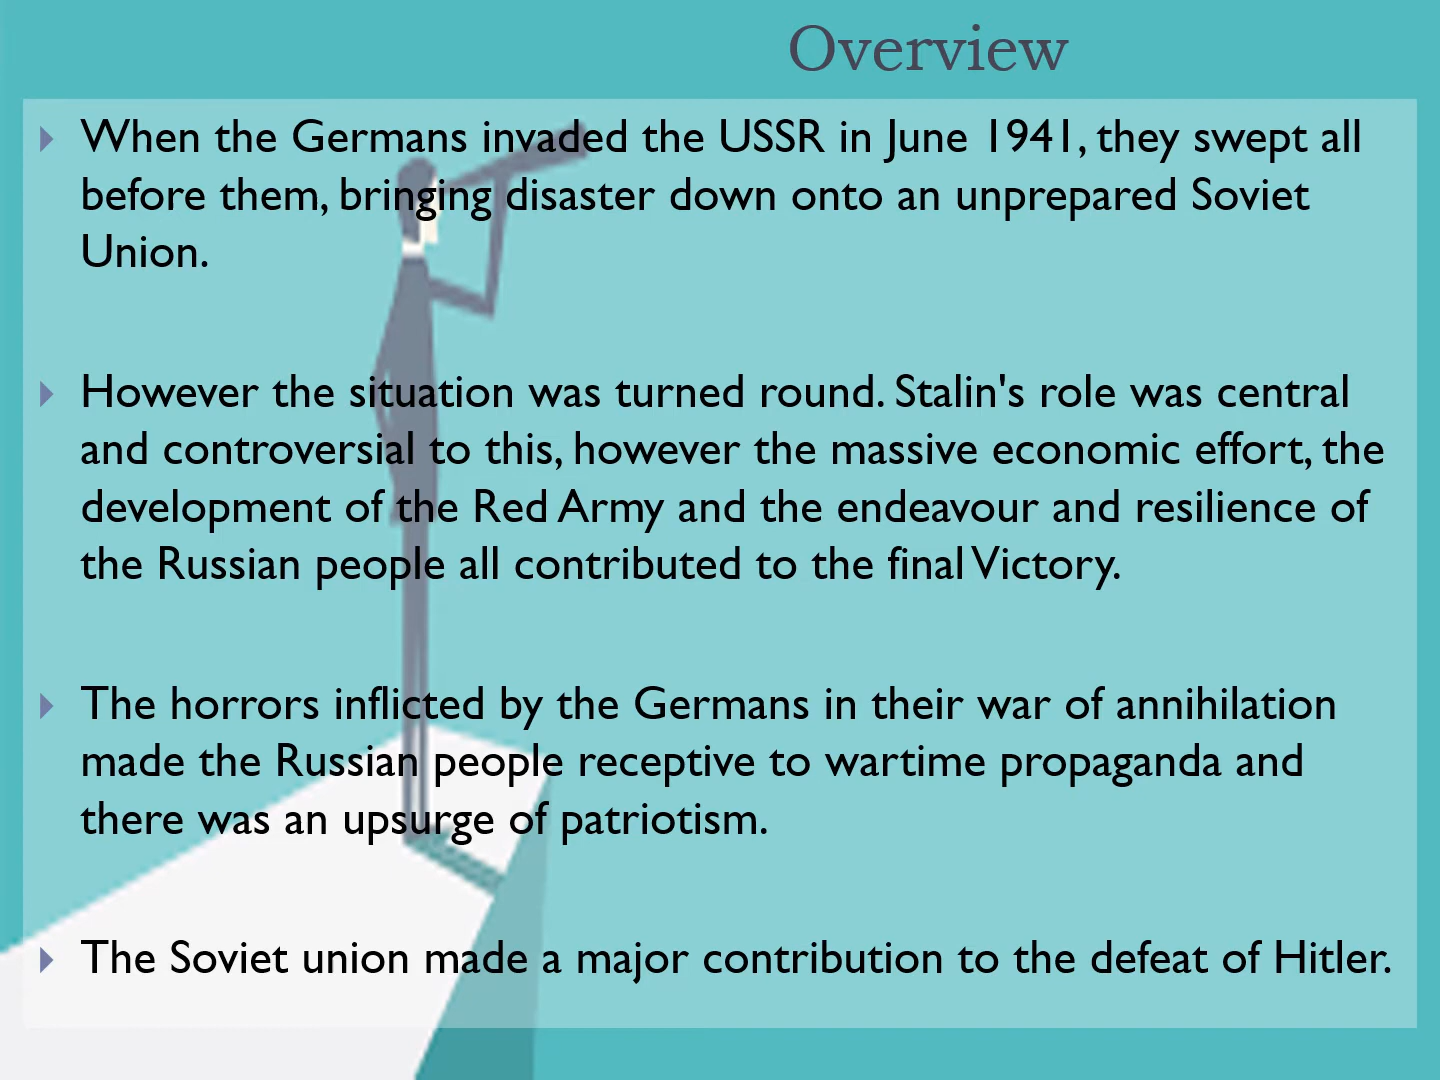 Overview
When the Germans invaded the USSR in June 1941, they swept all
before them, bringing disaster down onto an unprepared Soviet
Union.
However the situation was turned round. Stalin's role was central
and controversial to this, however the massive economic effort, the
development of the Red Army and the endeavour and resilience of
the Russian people all contributed to the final Victory.
The horrors inflicted by the Germans in their war of annihilation
made the Russian people receptive to wartime propaganda and
there was an upsurge of patriotism.
The Soviet union made a major contribution to the defeat of Hitler.